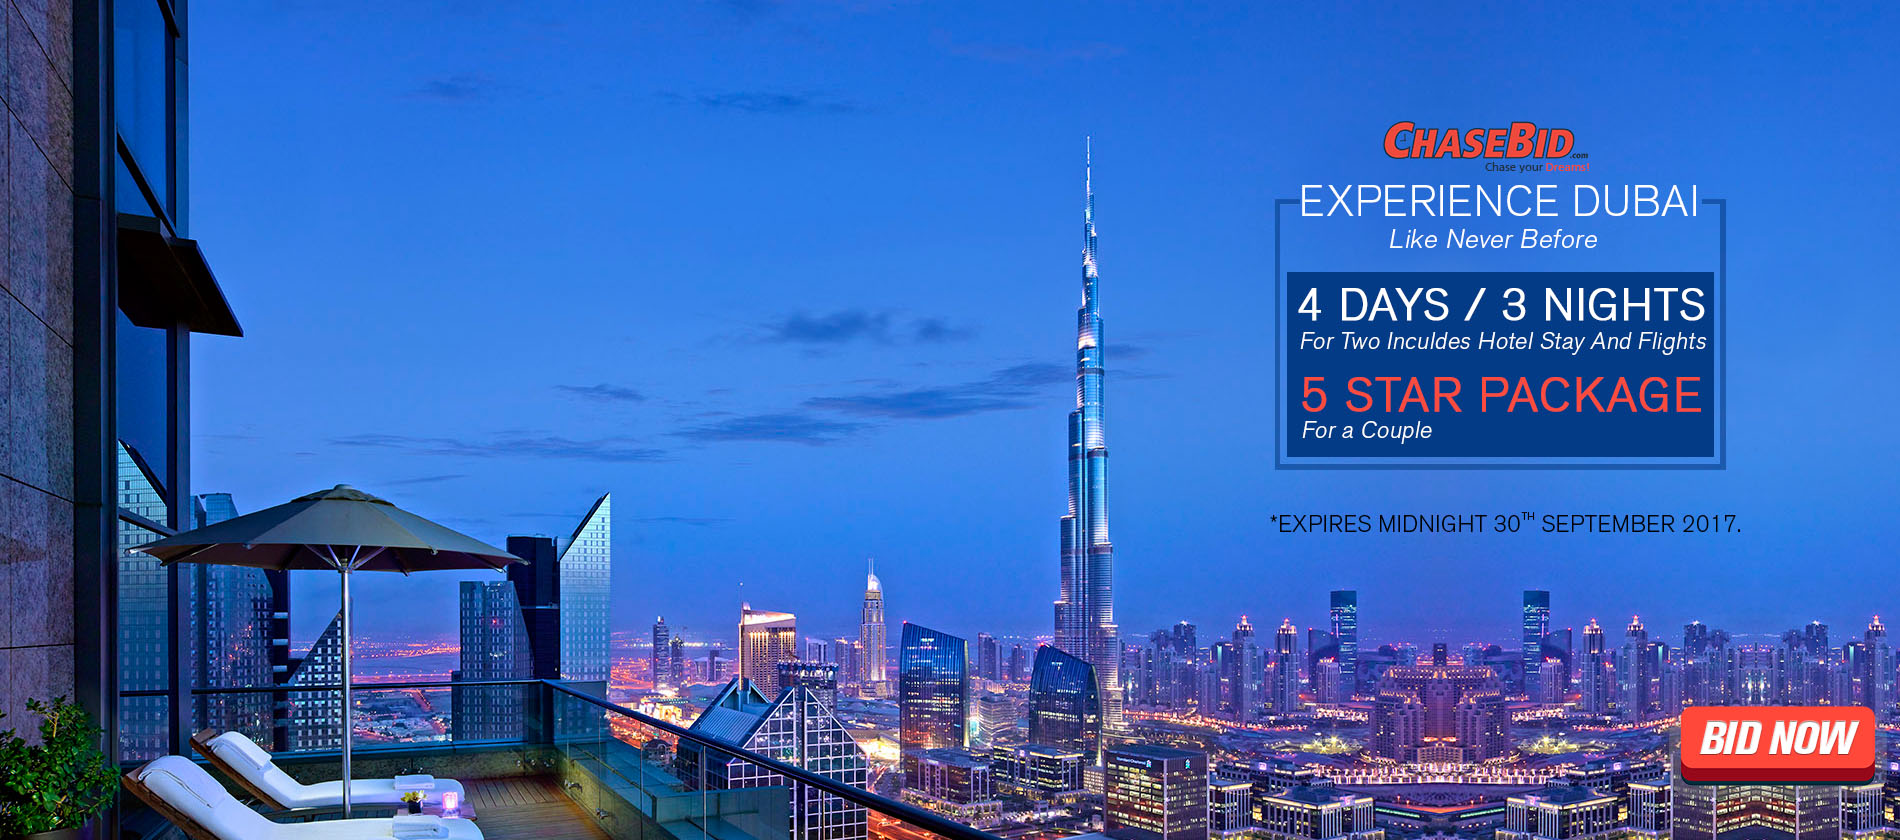 CHASEBID.com
Chase your Dreams!
EXPERIENCE DUBAI
Like Never Before
4 DAYS / 3 NIGHTS
For Two Inculdes Hotel Stay And Flights
5 STAR PACKAGE
For a Couple
*EXPIRES MIDNIGHT 30TH SEPTEMBER 2017.
BID NOW